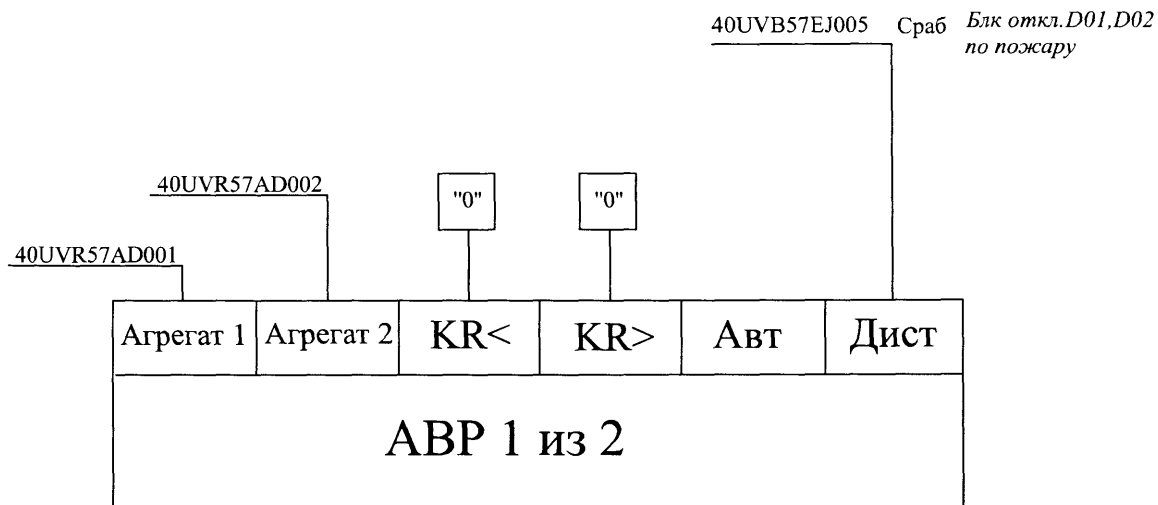 40UVB57EJ005 Сраб Блк откл.D01,D02
по пожару
40UVR57AD002 "0" "0"
40UVR57AD001
Агрегат 1 Агрегат 2 KR< KR> Авт Дист
АВР 1 из 2